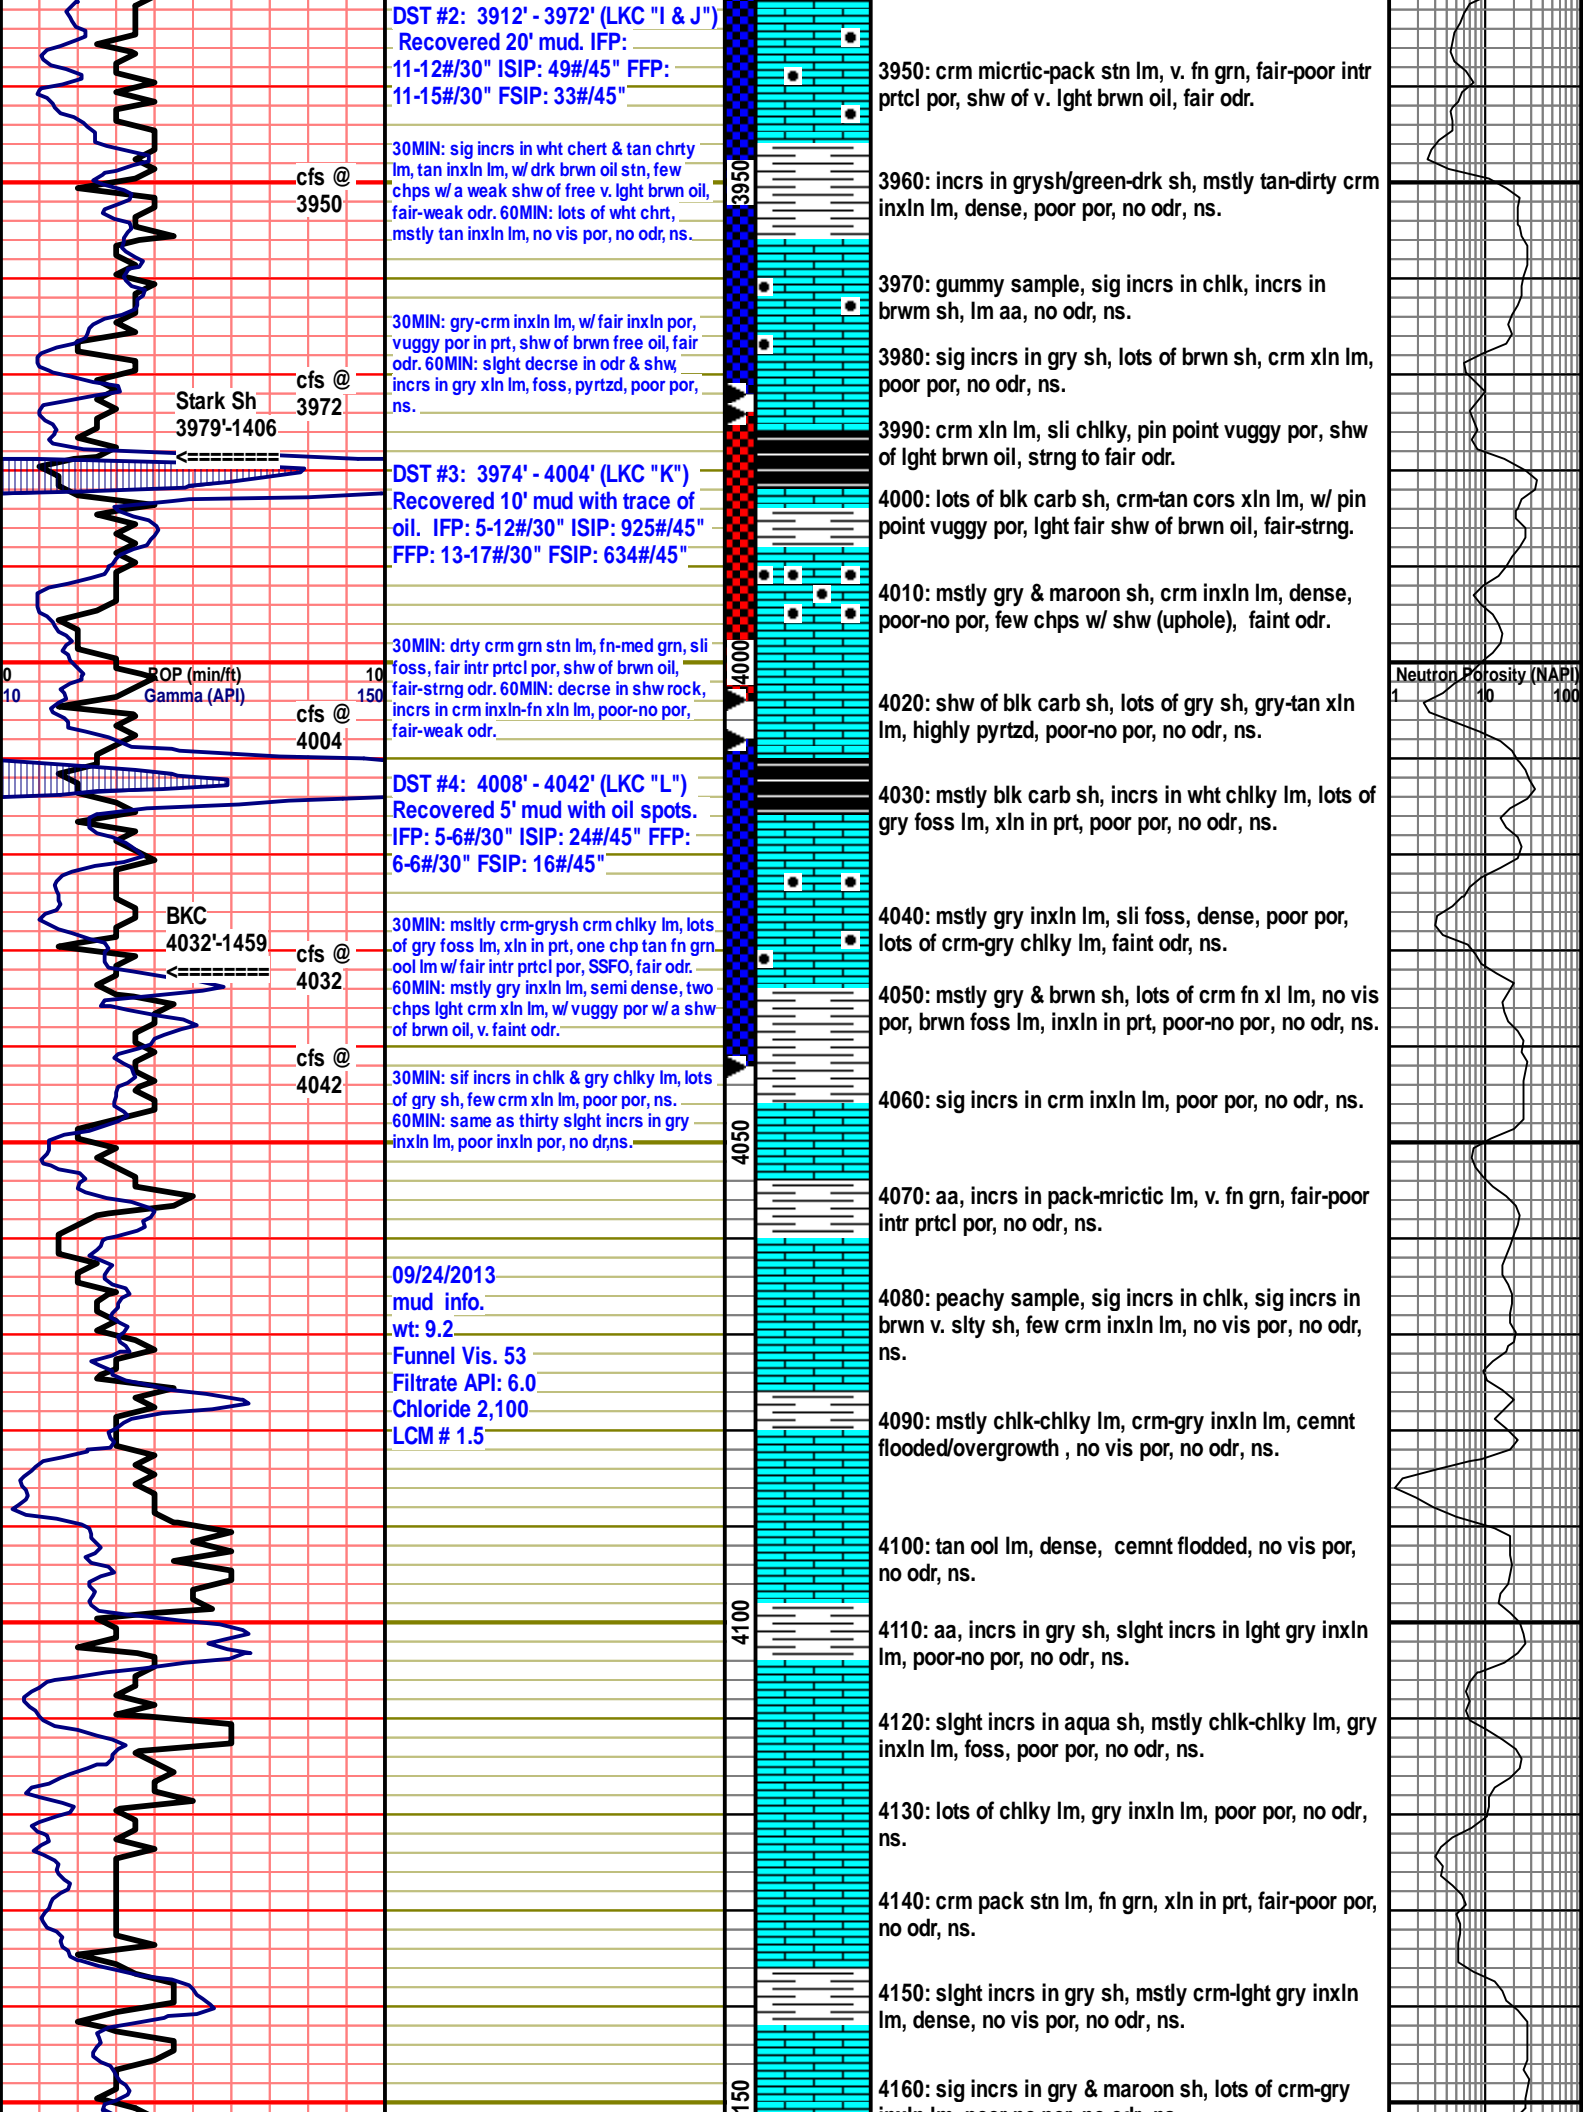 DST #2: 3912' - 3972' (LKC "I & J")
Recovered 20' mud. IFP:
11-12#/30" ISIP: 49#/45" FFP:
11-15#/30" FSIP: 33#/45"
30MIN: sig incrs in wht chert & tan chrty
lm, tan inxln lm, w/ drk brwn oil stn, few
chps w/ a weak shw of free v. lght brwn oil,
fair-weak odr. 60MIN: lots of wht chrt,
mstly tan inxln lm, no vis por, no odr, ns.
cfs @
3950
30MIN: gry-crm inxln lm, w/ fair inxln por,
vuggy por in prt, shw of brwn free oil, fair
odr. 60MIN: slght decrse in odr & shw,
incrs in gry xln lm, foss, pyrtzd, poor por,
ns.
cfs @
3972
Stark Sh
3979'-1406
<========
DST #3: 3974' - 4004' (LKC "K")
Recovered 10' mud with trace of
oil. IFP: 5-12#/30" ISIP: 925#/45"
FFP: 13-17#/30" FSIP: 634#/45"
30MIN: drty crm grn stn lm, fn-med grn, sli
foss, fair intr prtcl por, shw of brwn oil,
fair-strng odr. 60MIN: decrse in shw rock,
incrs in crm inxln-fn xln lm, poor-no por,
fair-weak odr.
0 ROP (min/ft) 10
10 Gamma (API) 150
cfs @
4004
DST #4: 4008' - 4042' (LKC "L")
Recovered 5' mud with oil spots.
IFP: 5-6#/30" ISIP: 24#/45" FFP:
6-6#/30" FSIP: 16#/45"
BKC
4032'-1459
<========
cfs @
4032
30MIN: msltly crm-grysh crm chlky lm, lots
of gry foss lm, xln in prt, one chp tan fn grn
ool lm w/ fair intr prtcl por, SSFO, fair odr.
60MIN: mstly gry inxln lm, semi dense, two
chps lght crm xln lm, w/ vuggy por w/ a shw
of brwn oil, v. faint odr.
cfs @
4042
30MIN: sif incrs in chlk & gry chlky lm, lots
of gry sh, few crm xln lm, poor por, ns.
60MIN: same as thirty slght incrs in gry
inxln lm, poor inxln por, no dr,ns.
09/24/2013
mud info.
wt: 9.2
Funnel Vis. 53
Filtrate API: 6.0
Chloride 2,100
LCM # 1.5
3950
4000
4050
4100
150
3950: crm micrtic-pack stn lm, v. fn grn, fair-poor intr
prtcl por, shw of v. lght brwn oil, fair odr.
3960: incrs in grysh/green-drk sh, mstly tan-dirty crm
inxln lm, dense, poor por, no odr, ns.
3970: gummy sample, sig incrs in chlk, incrs in
brwm sh, lm aa, no odr, ns.
3980: sig incrs in gry sh, lots of brwn sh, crm xln lm,
poor por, no odr, ns.
3990: crm xln lm, sli chlky, pin point vuggy por, shw
of lght brwn oil, strng to fair odr.
4000: lots of blk carb sh, crm-tan cors xln lm, w/ pin
point vuggy por, lght fair shw of brwn oil, fair-strng.
4010: mstly gry & maroon sh, crm inxln lm, dense,
poor-no por, few chps w/ shw (uphole), faint odr.
Neutron Porosity (NAPI)
1 10 100
4020: shw of blk carb sh, lots of gry sh, gry-tan xln
lm, highly pyrtzd, poor-no por, no odr, ns.
4030: mstly blk carb sh, incrs in wht chlky lm, lots of
gry foss lm, xln in prt, poor por, no odr, ns.
4040: mstly gry inxln lm, sli foss, dense, poor por,
lots of crm-gry chlky lm, faint odr, ns.
4050: mstly gry & brwn sh, lots of crm fn xl lm, no vis
por, brwn foss lm, inxln in prt, poor-no por, no odr, ns.
4060: sig incrs in crm inxln lm, poor por, no odr, ns.
4070: aa, incrs in pack-mrictic lm, v. fn grn, fair-poor
intr prtcl por, no odr, ns.
4080: peachy sample, sig incrs in chlk, sig incrs in
brwn v. slty sh, few crm inxln lm, no vis por, no odr,
ns.
4090: mstly chlk-chlky lm, crm-gry inxln lm, cemnt
flooded/overgrowth , no vis por, no odr, ns.
4100: tan ool lm, dense, cemnt flodded, no vis por,
no odr, ns.
4110: aa, incrs in gry sh, slght incrs in lght gry inxln
lm, poor-no por, no odr, ns.
4120: slght incrs in aqua sh, mstly chlk-chlky lm, gry
inxln lm, foss, poor por, no odr, ns.
4130: lots of chlky lm, gry inxln lm, poor por, no odr,
ns.
4140: crm pack stn lm, fn grn, xln in prt, fair-poor por,
no odr, ns.
4150: slght incrs in gry sh, mstly crm-lght gry inxln
lm, dense, no vis por, no odr, ns.
4160: sig incrs in gry & maroon sh, lots of crm-gry